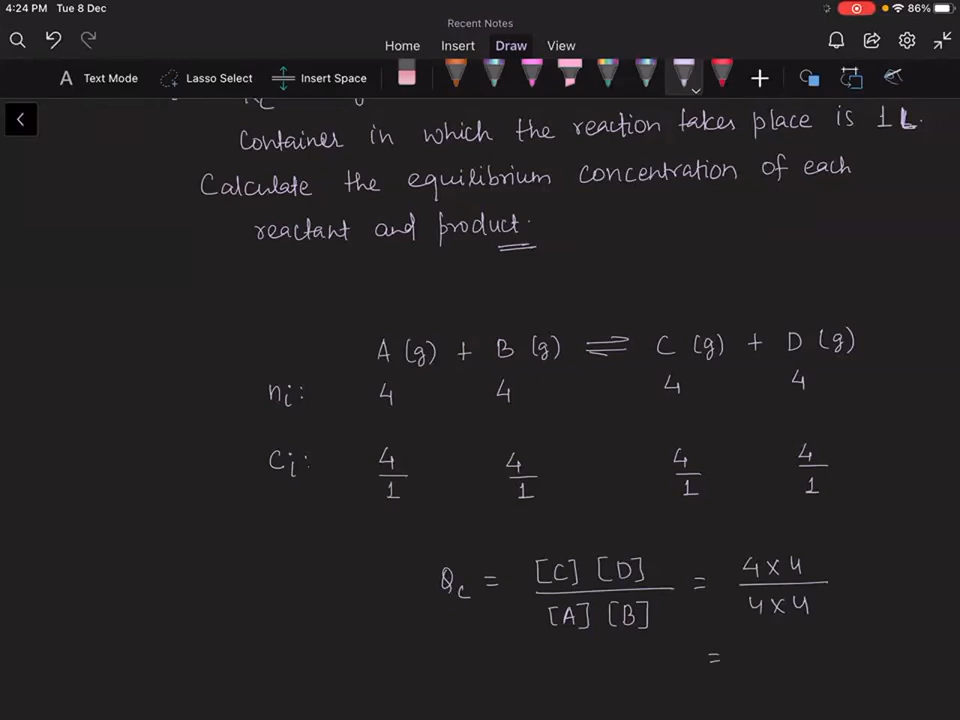 4:24 PM Tue 8 Dec
86%
Recent Notes
Home Insert Draw View
A Text Mode Lasso Select Insert Space
Container in which the reaction takes place is 1L.
Calculate the equilibrium concentration of each
reactant and product.
A (g) + B (g) ⇌ C (g) + D (g)
ni: 4 4 4 4
Ci: 4/1 4/1 4/1 4/1
Qc = [C] [D] / [A] [B] = 4 × 4 / 4 × 4
=